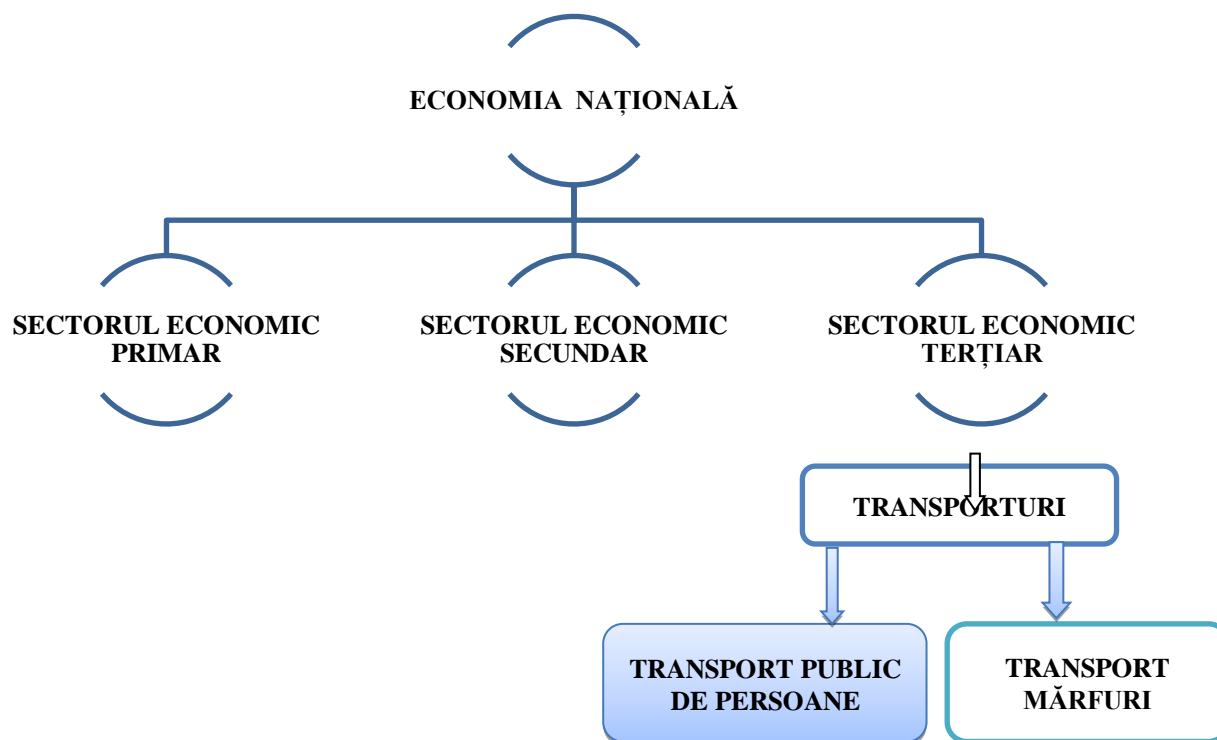 ECONOMIA NAȚIONALĂ
SECTORUL ECONOMIC
PRIMAR
SECTORUL ECONOMIC
SECUNDAR
SECTORUL ECONOMIC
TERȚIAR
TRANSPORTURI
TRANSPORT PUBLIC
DE PERSOANE
TRANSPORT
MĂRFURI